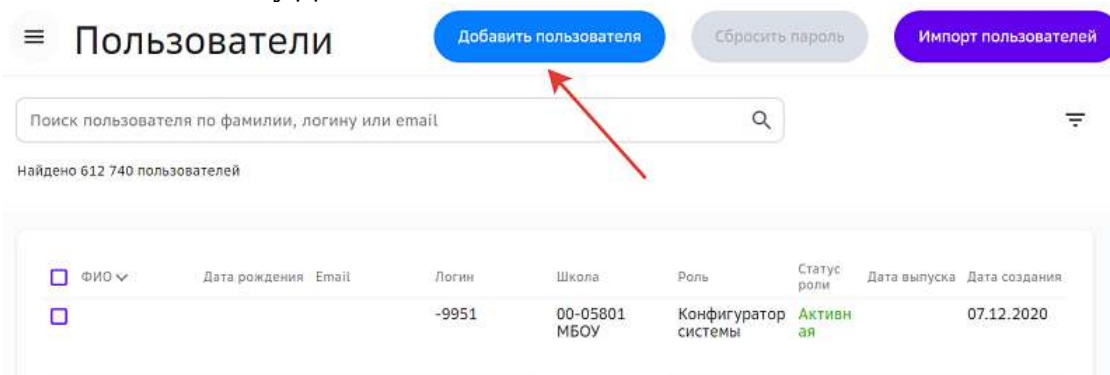 Пользователи
Добавить пользователя
Сбросить пароль
Импорт пользователей
Поиск пользователя по фамилии, логину или email
Найдено 612 740 пользователей
ФИО Дата рождения Email Логин Школа Роль Статус роли Дата выпуска Дата создания
-9951 00-05801 Конфигуратор Активн 07.12.2020
МБОУ системы ая